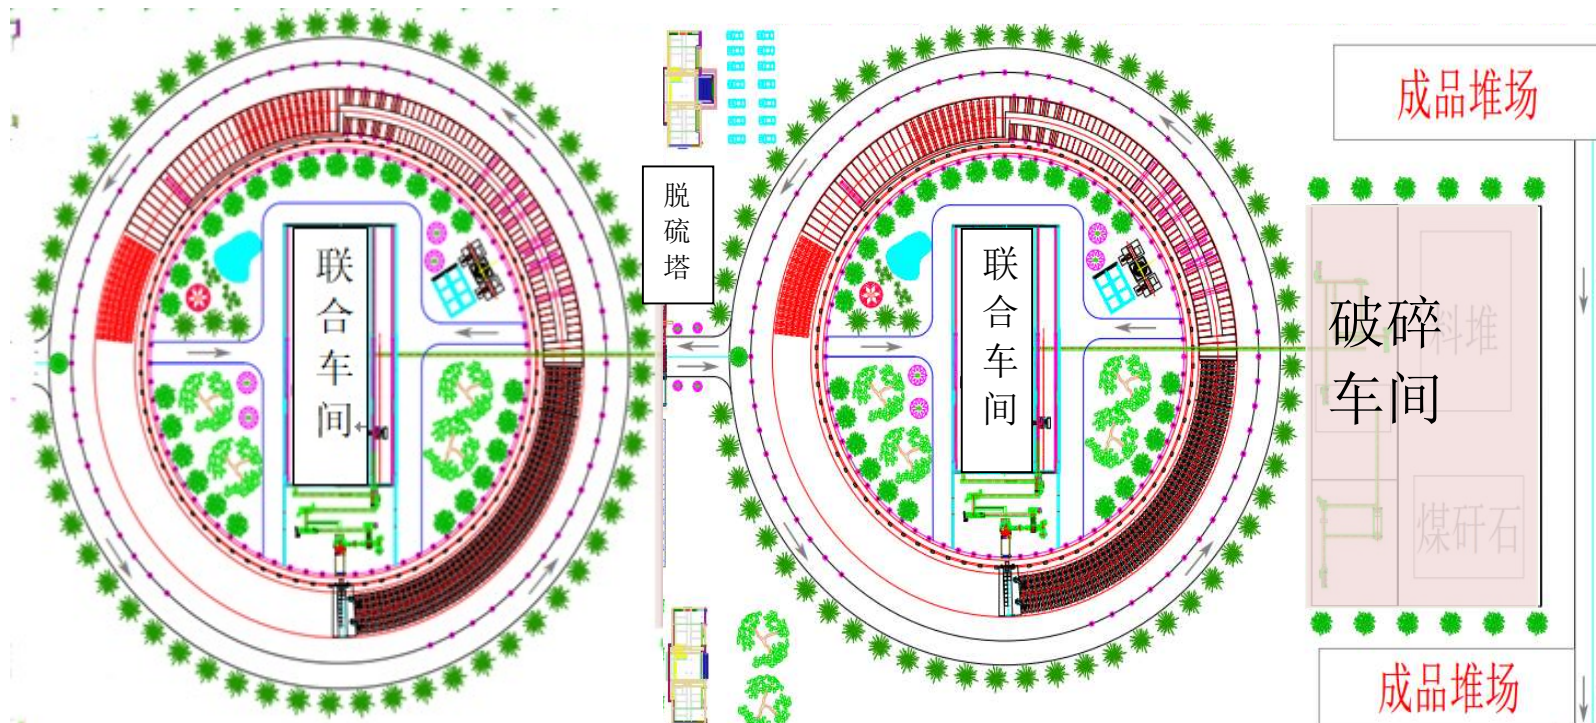 成品堆场
脱硫塔
联合车间
联合车间
破碎
车间
料堆
煤矸石
成品堆场